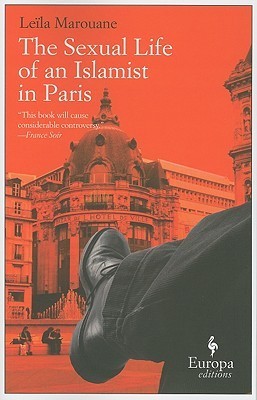 Leïla Marouane
The Sexual Life
of an Islamist
in Paris
"This book will cause
considerable controversy."
—France Soir
Europa
editions